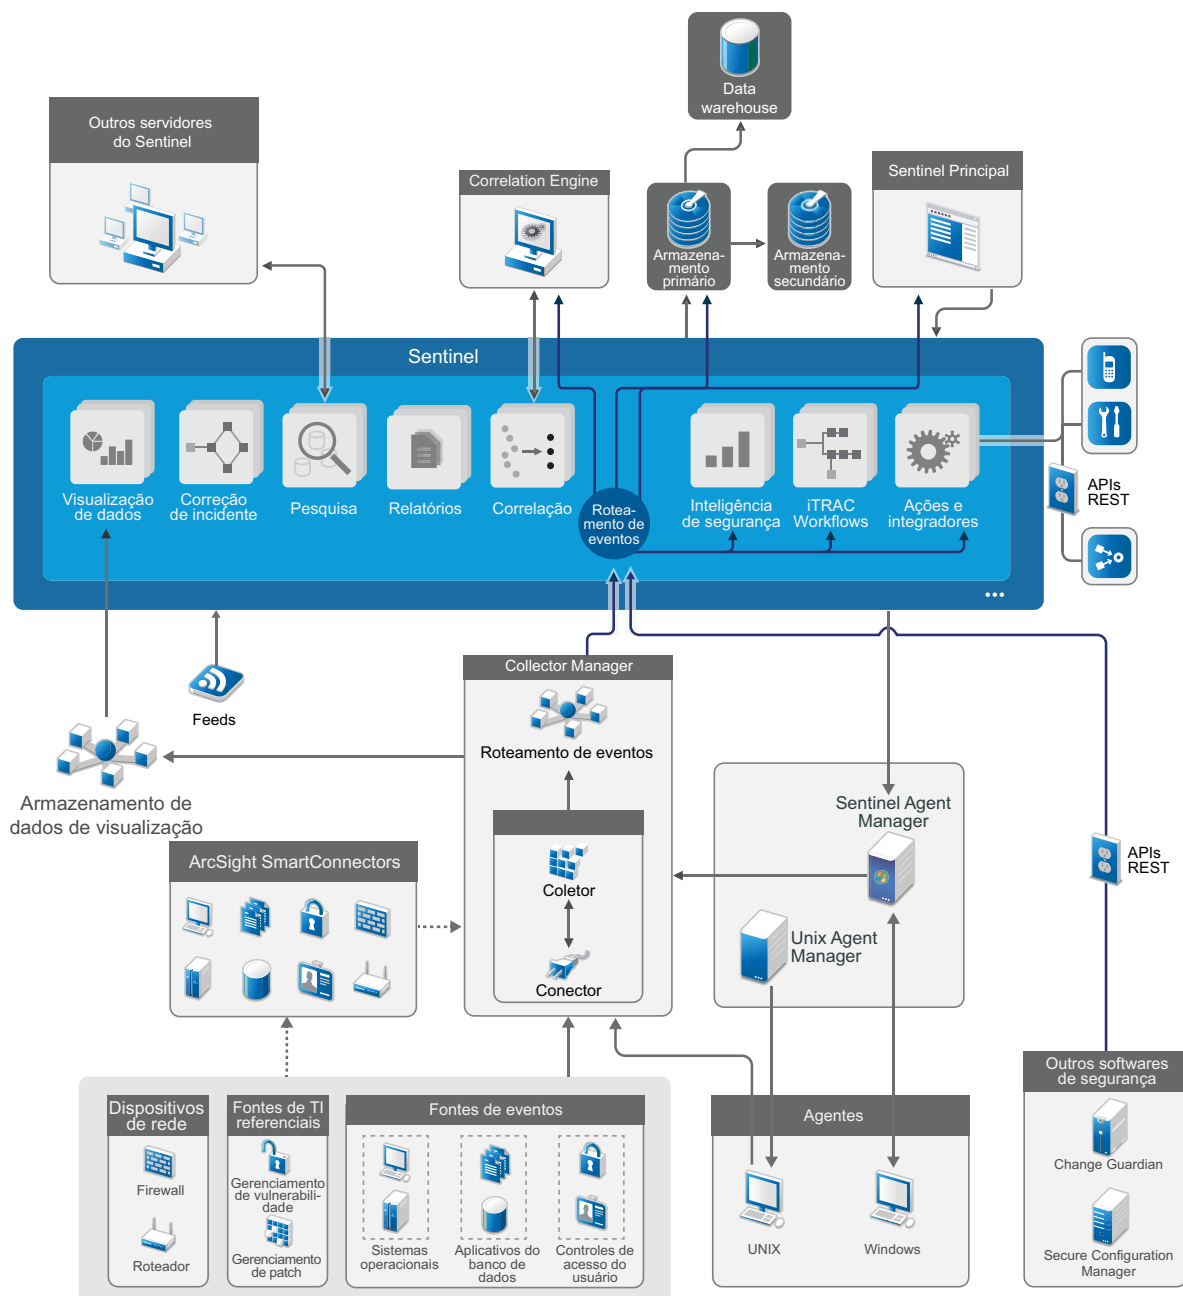 Data
warehouse
Outros servidores
do Sentinel
Correlation Engine
Armazena-
mento
primário
Armazena-
mento
secundário
Sentinel Principal
Sentinel
Visualização
de dados
Correção
de incidente
Pesquisa
Relatórios
Correlação
Rotea-
mento de
eventos
Inteligência
de segurança
iTRAC
Workflows
Ações e
integradores
APIs
REST
Feeds
Armazenamento de
dados de visualização
Collector Manager
Roteamento de eventos
Coletor
Conector
Sentinel Agent
Manager
Unix Agent
Manager
APIs
REST
ArcSight SmartConnectors
Dispositivos
de rede
Firewall
Roteador
Fontes de TI
referenciais
Gerenciamento
de vulnerabili-
dade
Gerenciamento
de patch
Fontes de eventos
Sistemas
operacionais
Aplicativos do
banco de
dados
Controles de
acesso do
usuário
Agentes
UNIX
Windows
Outros softwares
de segurança
Change Guardian
Secure Configuration
Manager